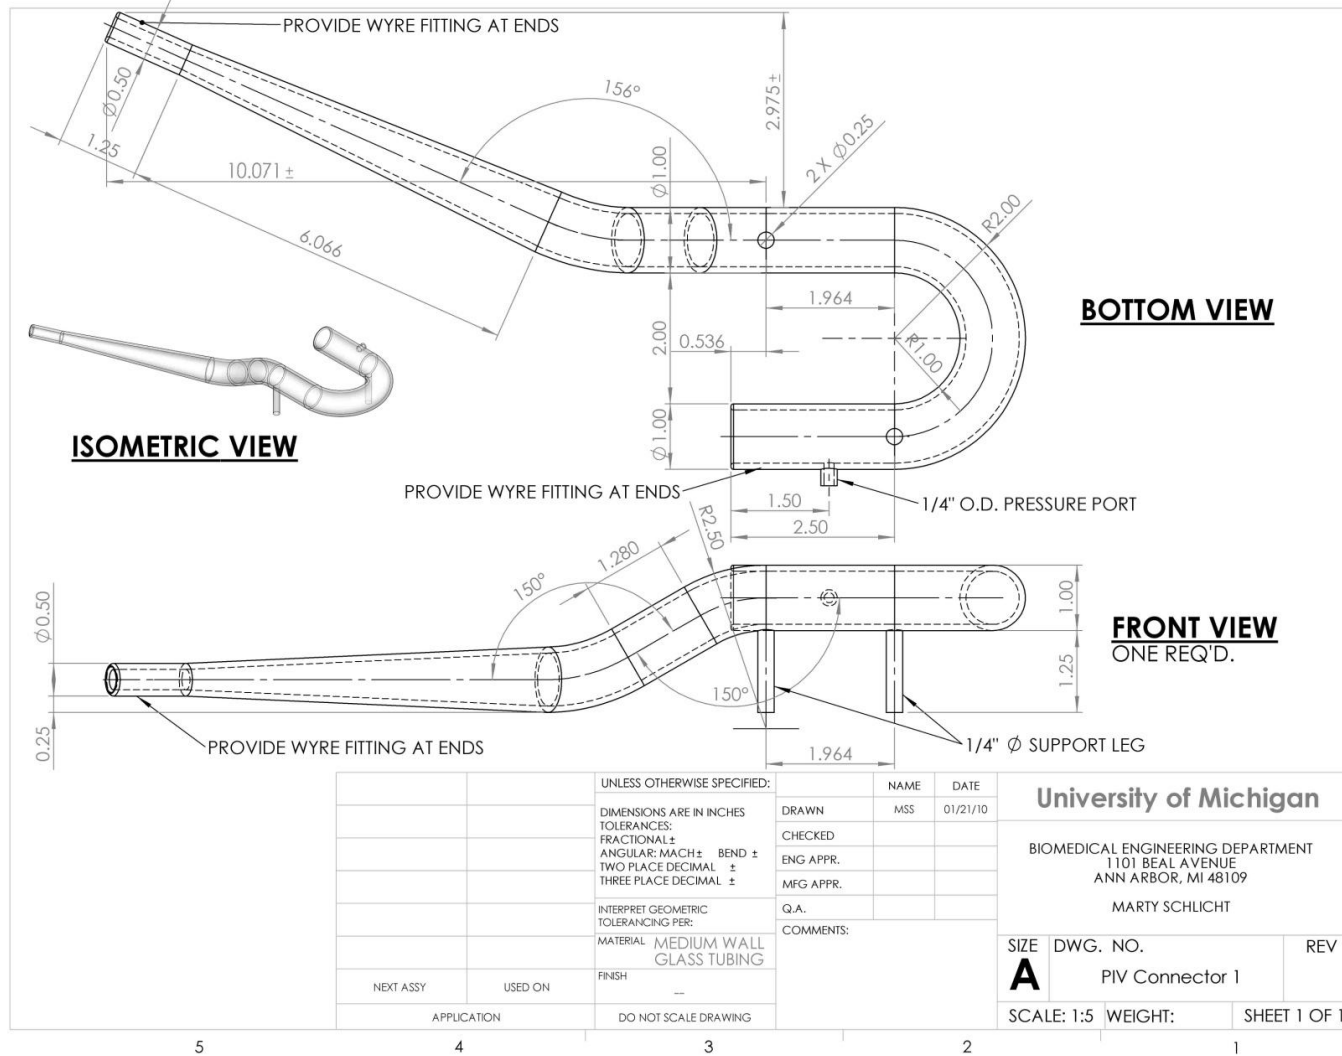 PROVIDE WYRE FITTING AT ENDS
Ø0.50
1.25
10.071 ±
6.066
156°
Ø1.00
2.975 ±
2 X Ø0.25
R2.00
1.964
R1.00
2.00
0.536
Ø1.00
BOTTOM VIEW
ISOMETRIC VIEW
PROVIDE WYRE FITTING AT ENDS
1.50
2.50
1/4" O.D. PRESSURE PORT
R2.50
1.280
150°
150°
Ø0.50
0.25
PROVIDE WYRE FITTING AT ENDS
1.00
1.25
FRONT VIEW
ONE REQ'D.
1/4" Ø SUPPORT LEG
1.964
UNLESS OTHERWISE SPECIFIED:
DIMENSIONS ARE IN INCHES
TOLERANCES:
FRACTIONAL ±
ANGULAR: MACH ± BEND ±
TWO PLACE DECIMAL ±
THREE PLACE DECIMAL ±
INTERPRET GEOMETRIC
TOLERANCING PER:
MATERIAL MEDIUM WALL
GLASS TUBING
FINISH
--
DO NOT SCALE DRAWING
NEXT ASSY USED ON
APPLICATION
NAME DATE
DRAWN MSS 01/21/10
CHECKED
ENG APPR.
MFG APPR.
Q.A.
COMMENTS:
University of Michigan
BIOMEDICAL ENGINEERING DEPARTMENT
1101 BEAL AVENUE
ANN ARBOR, MI 48109
MARTY SCHLICHT
SIZE DWG. NO. REV
A PIV Connector 1
SCALE: 1:5 WEIGHT: SHEET 1 OF 1
5 4 3 2 1